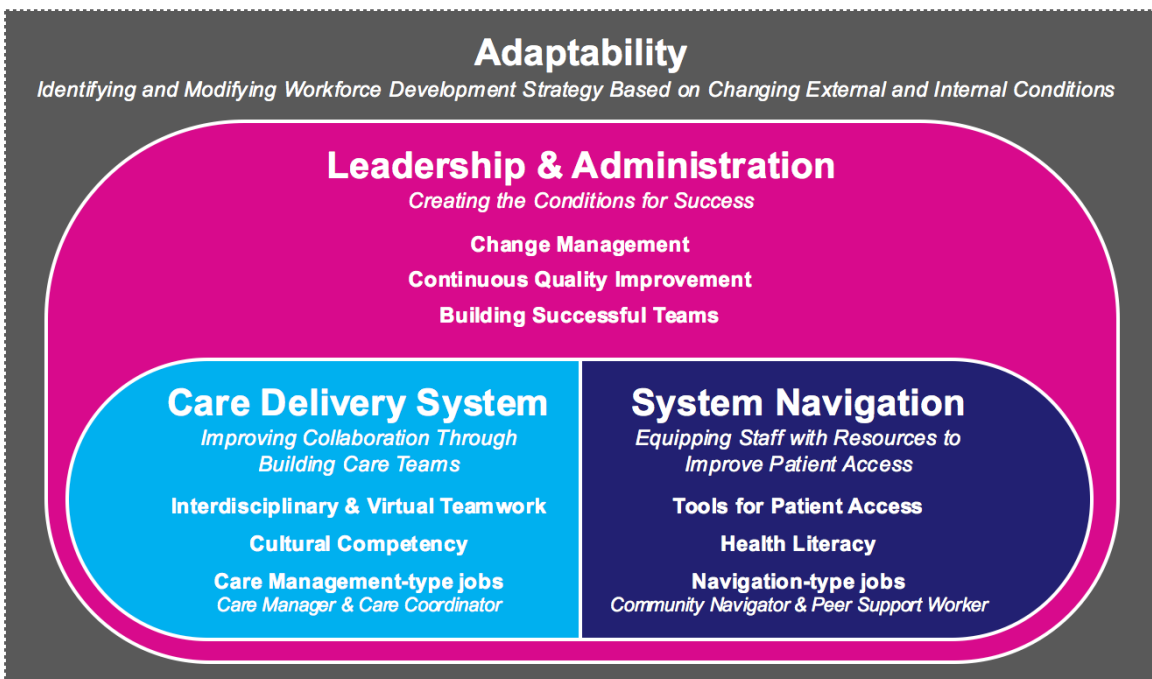 Adaptability
Identifying and Modifying Workforce Development Strategy Based on Changing External and Internal Conditions
Leadership & Administration
Creating the Conditions for Success
Change Management
Continuous Quality Improvement
Building Successful Teams
Care Delivery System
Improving Collaboration Through
Building Care Teams
Interdisciplinary & Virtual Teamwork
Cultural Competency
Care Management-type jobs
Care Manager & Care Coordinator
System Navigation
Equipping Staff with Resources to
Improve Patient Access
Tools for Patient Access
Health Literacy
Navigation-type jobs
Community Navigator & Peer Support Worker